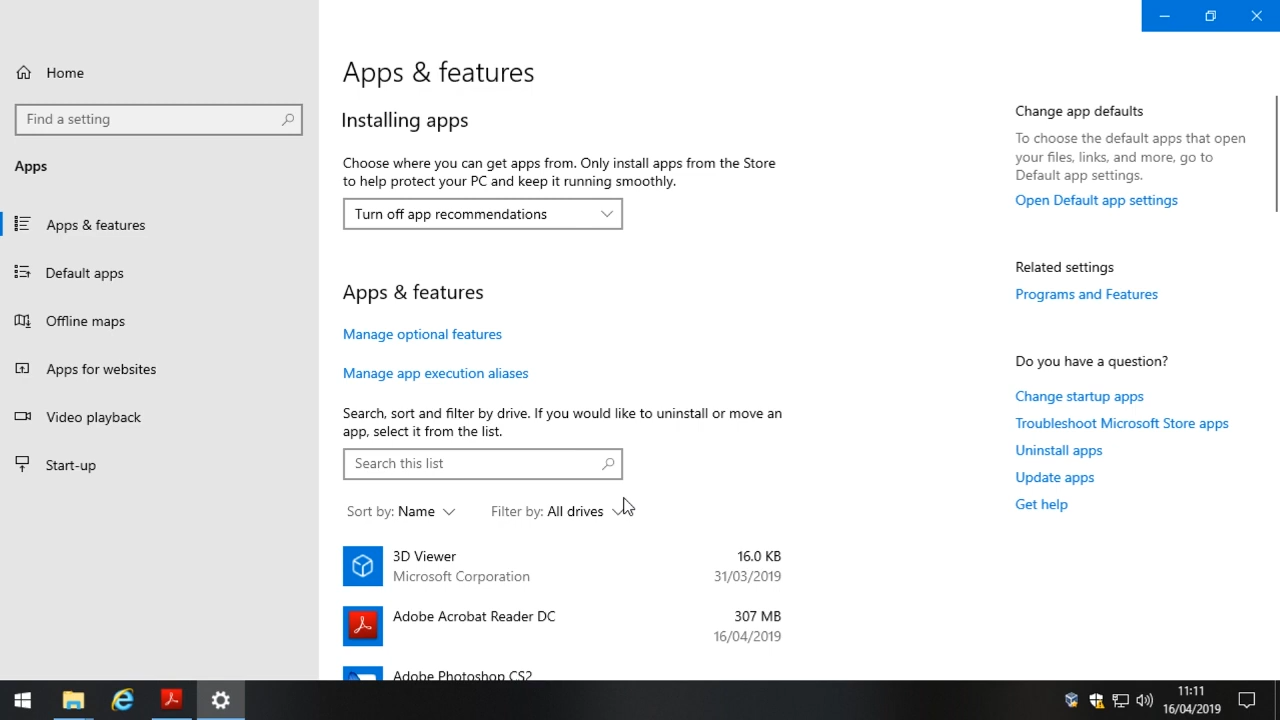 Home
Find a setting
Apps
Apps & features
Default apps
Offline maps
Apps for websites
Video playback
Start-up
Apps & features
Installing apps
Choose where you can get apps from. Only install apps from the Store
to help protect your PC and keep it running smoothly.
Turn off app recommendations
Apps & features
Manage optional features
Manage app execution aliases
Search, sort and filter by drive. If you would like to uninstall or move an
app, select it from the list.
Search this list
Sort by: Name Filter by: All drives
3D Viewer 16.0 KB
Microsoft Corporation 31/03/2019
Adobe Acrobat Reader DC 307 MB
16/04/2019
Adobe Photoshop CS2
Change app defaults
To choose the default apps that open
your files, links, and more, go to
Default app settings.
Open Default app settings
Related settings
Programs and Features
Do you have a question?
Change startup apps
Troubleshoot Microsoft Store apps
Uninstall apps
Update apps
Get help
11:11
16/04/2019